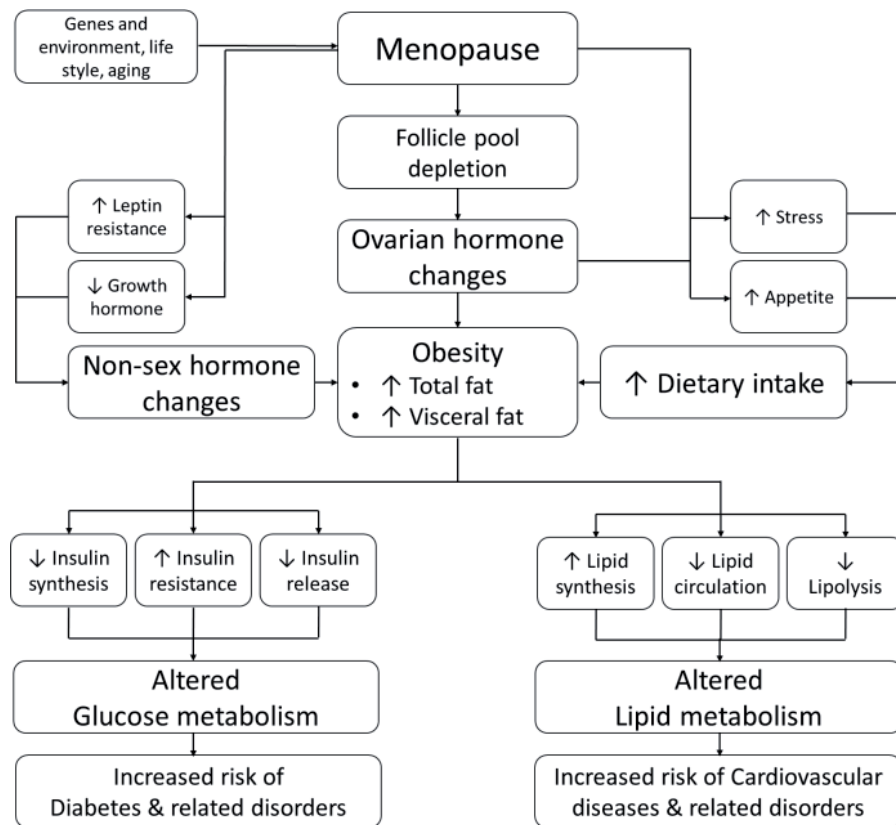 Genes and
environment, life
style, aging
Menopause
Follicle pool
depletion
↑ Leptin
resistance
Ovarian hormone
changes
↑ Stress
↓ Growth
hormone
↑ Appetite
Non-sex hormone
changes
Obesity
• ↑ Total fat
• ↑ Visceral fat
↑ Dietary intake
↓ Insulin
synthesis
↑ Insulin
resistance
↓ Insulin
release
↑ Lipid
synthesis
↓ Lipid
circulation
↓
Lipolysis
Altered
Glucose metabolism
Altered
Lipid metabolism
Increased risk of
Diabetes & related disorders
Increased risk of Cardiovascular
diseases & related disorders